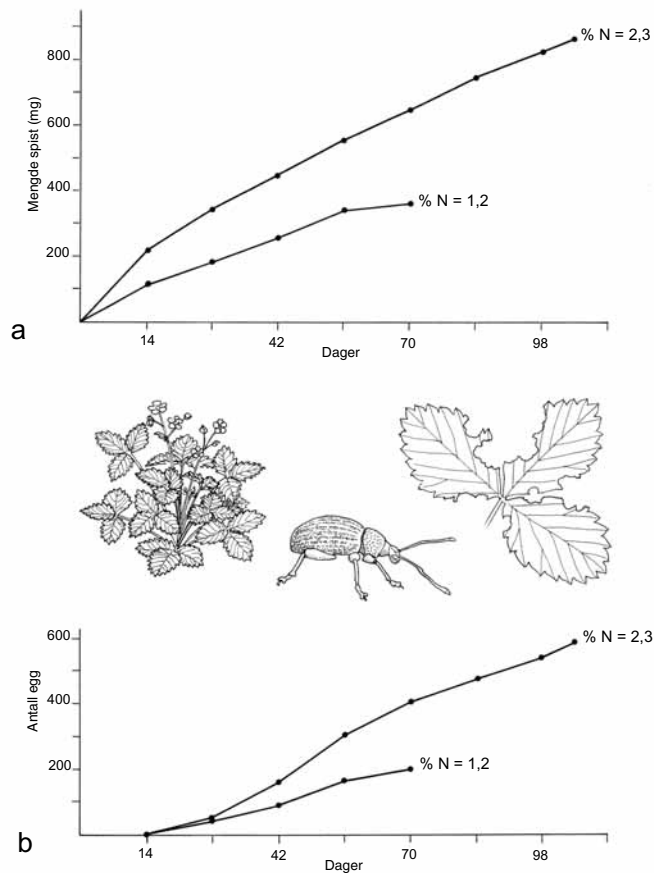 % N = 2,3
800
600
Mengde spist (mg)
400
% N = 1,2
200
a
14
42
70
98
Dager
600
% N = 2,3
Antall egg
400
% N = 1,2
200
b
14
42
70
98
Dager